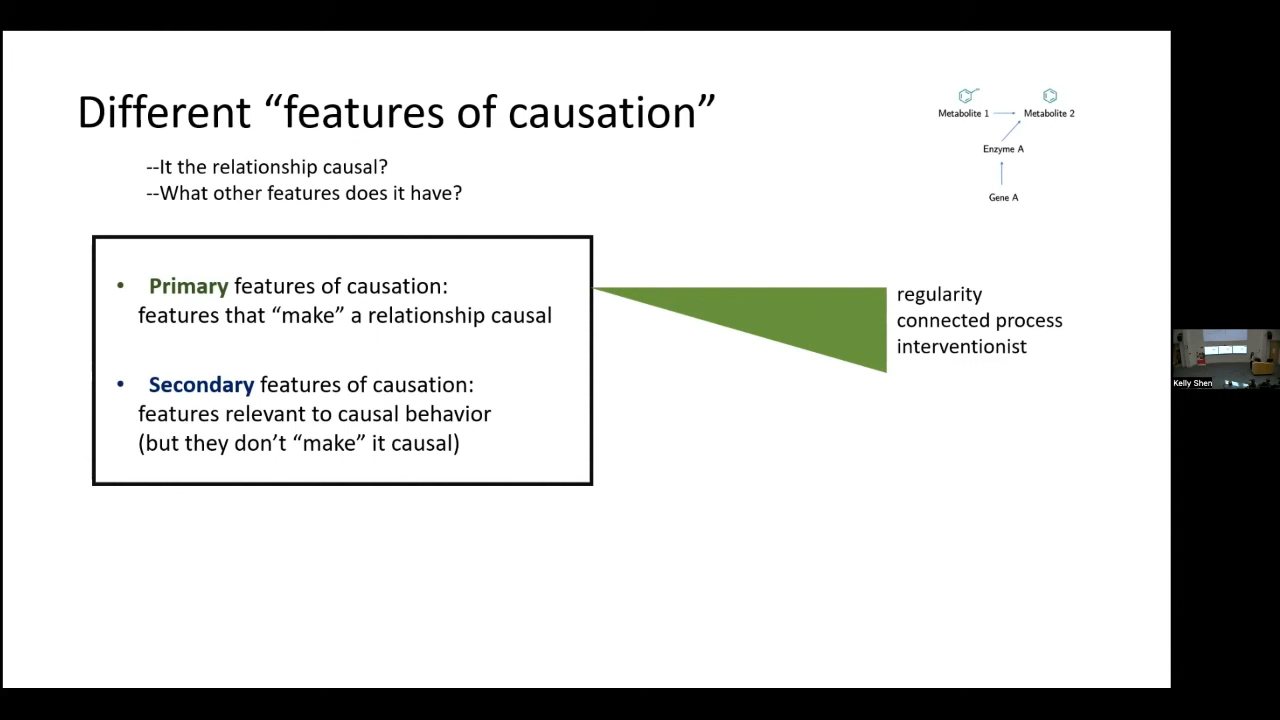 Different “features of causation”
--It the relationship causal?
--What other features does it have?
Metabolite 1
Metabolite 2
Enzyme A
Gene A
• Primary features of causation:
features that “make” a relationship causal
• Secondary features of causation:
features relevant to causal behavior
(but they don’t “make” it causal)
regularity
connected process
interventionist
Kelly Shen